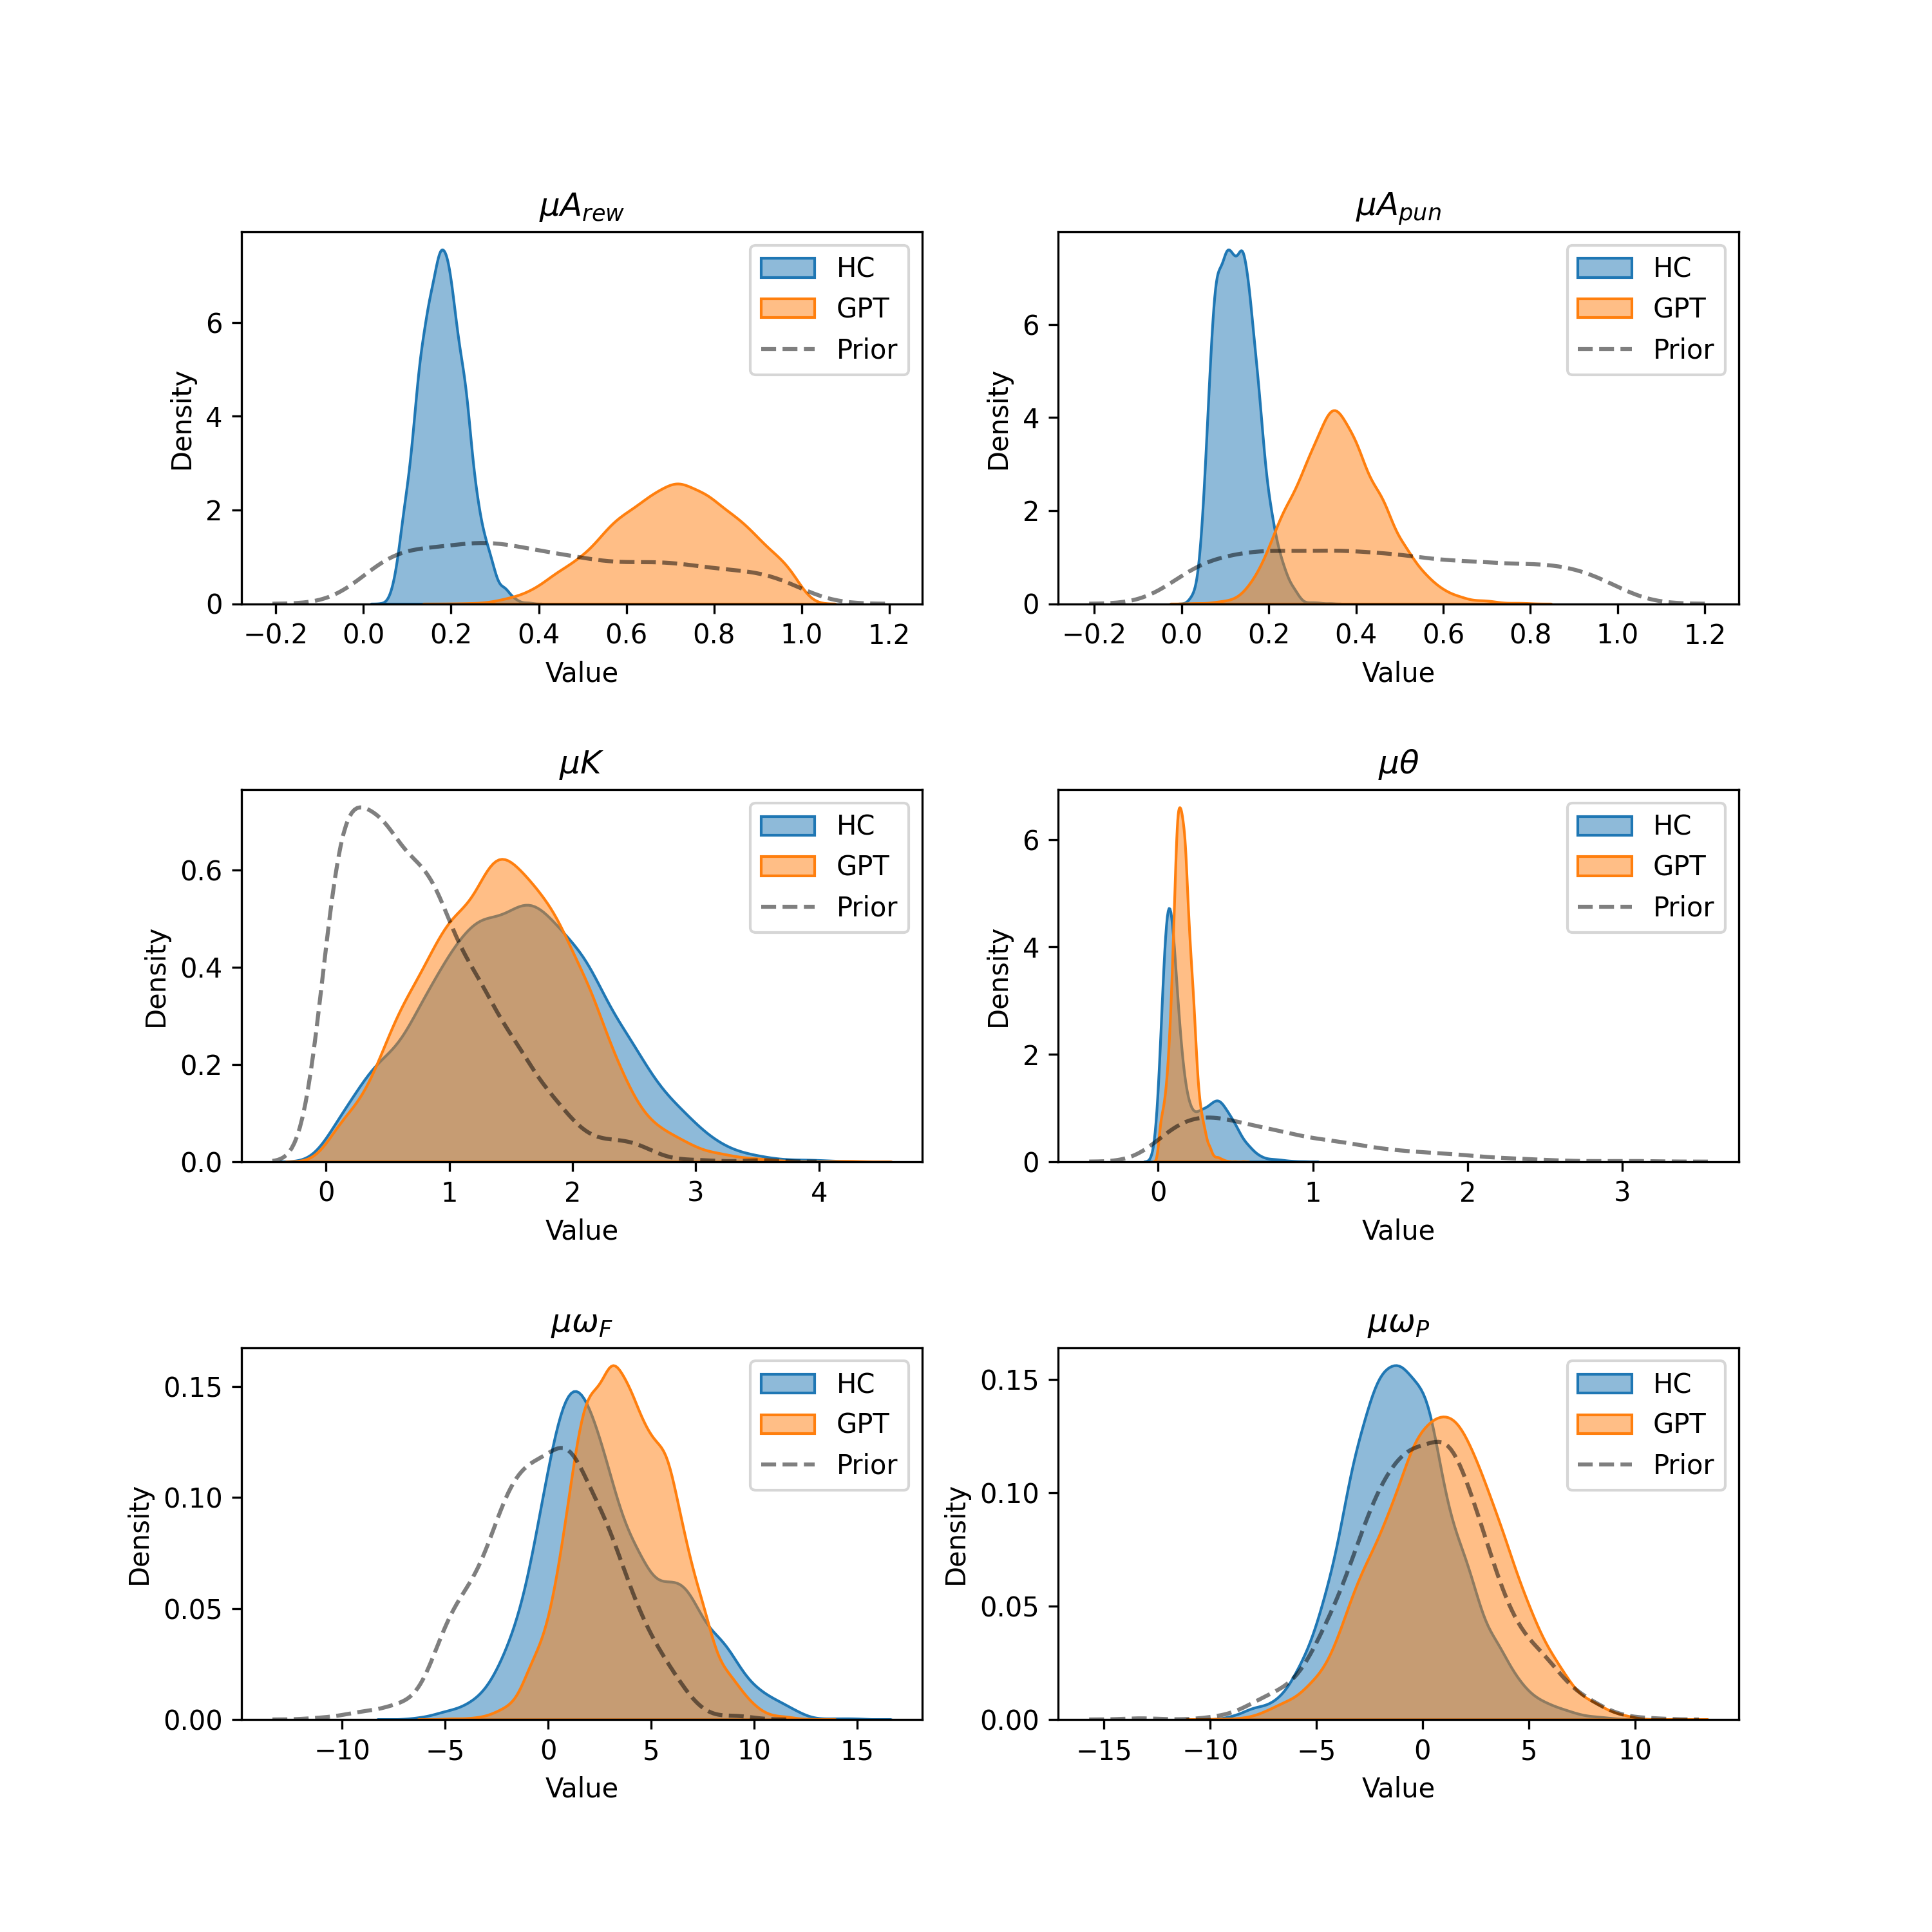 μA_rew
Density
6
4
2
0
−0.2 0.0 0.2 0.4 0.6 0.8 1.0 1.2
Value
HC
GPT
Prior
μA_pun
Density
6
4
2
0
−0.2 0.0 0.2 0.4 0.6 0.8 1.0 1.2
Value
HC
GPT
Prior
μK
Density
0.6
0.4
0.2
0.0
0 1 2 3 4
Value
HC
GPT
Prior
μθ
Density
6
4
2
0
0 1 2 3
Value
HC
GPT
Prior
μω_F
Density
0.15
0.10
0.05
0.00
−10 −5 0 5 10 15
Value
HC
GPT
Prior
μω_P
Density
0.15
0.10
0.05
0.00
−15 −10 −5 0 5 10
Value
HC
GPT
Prior